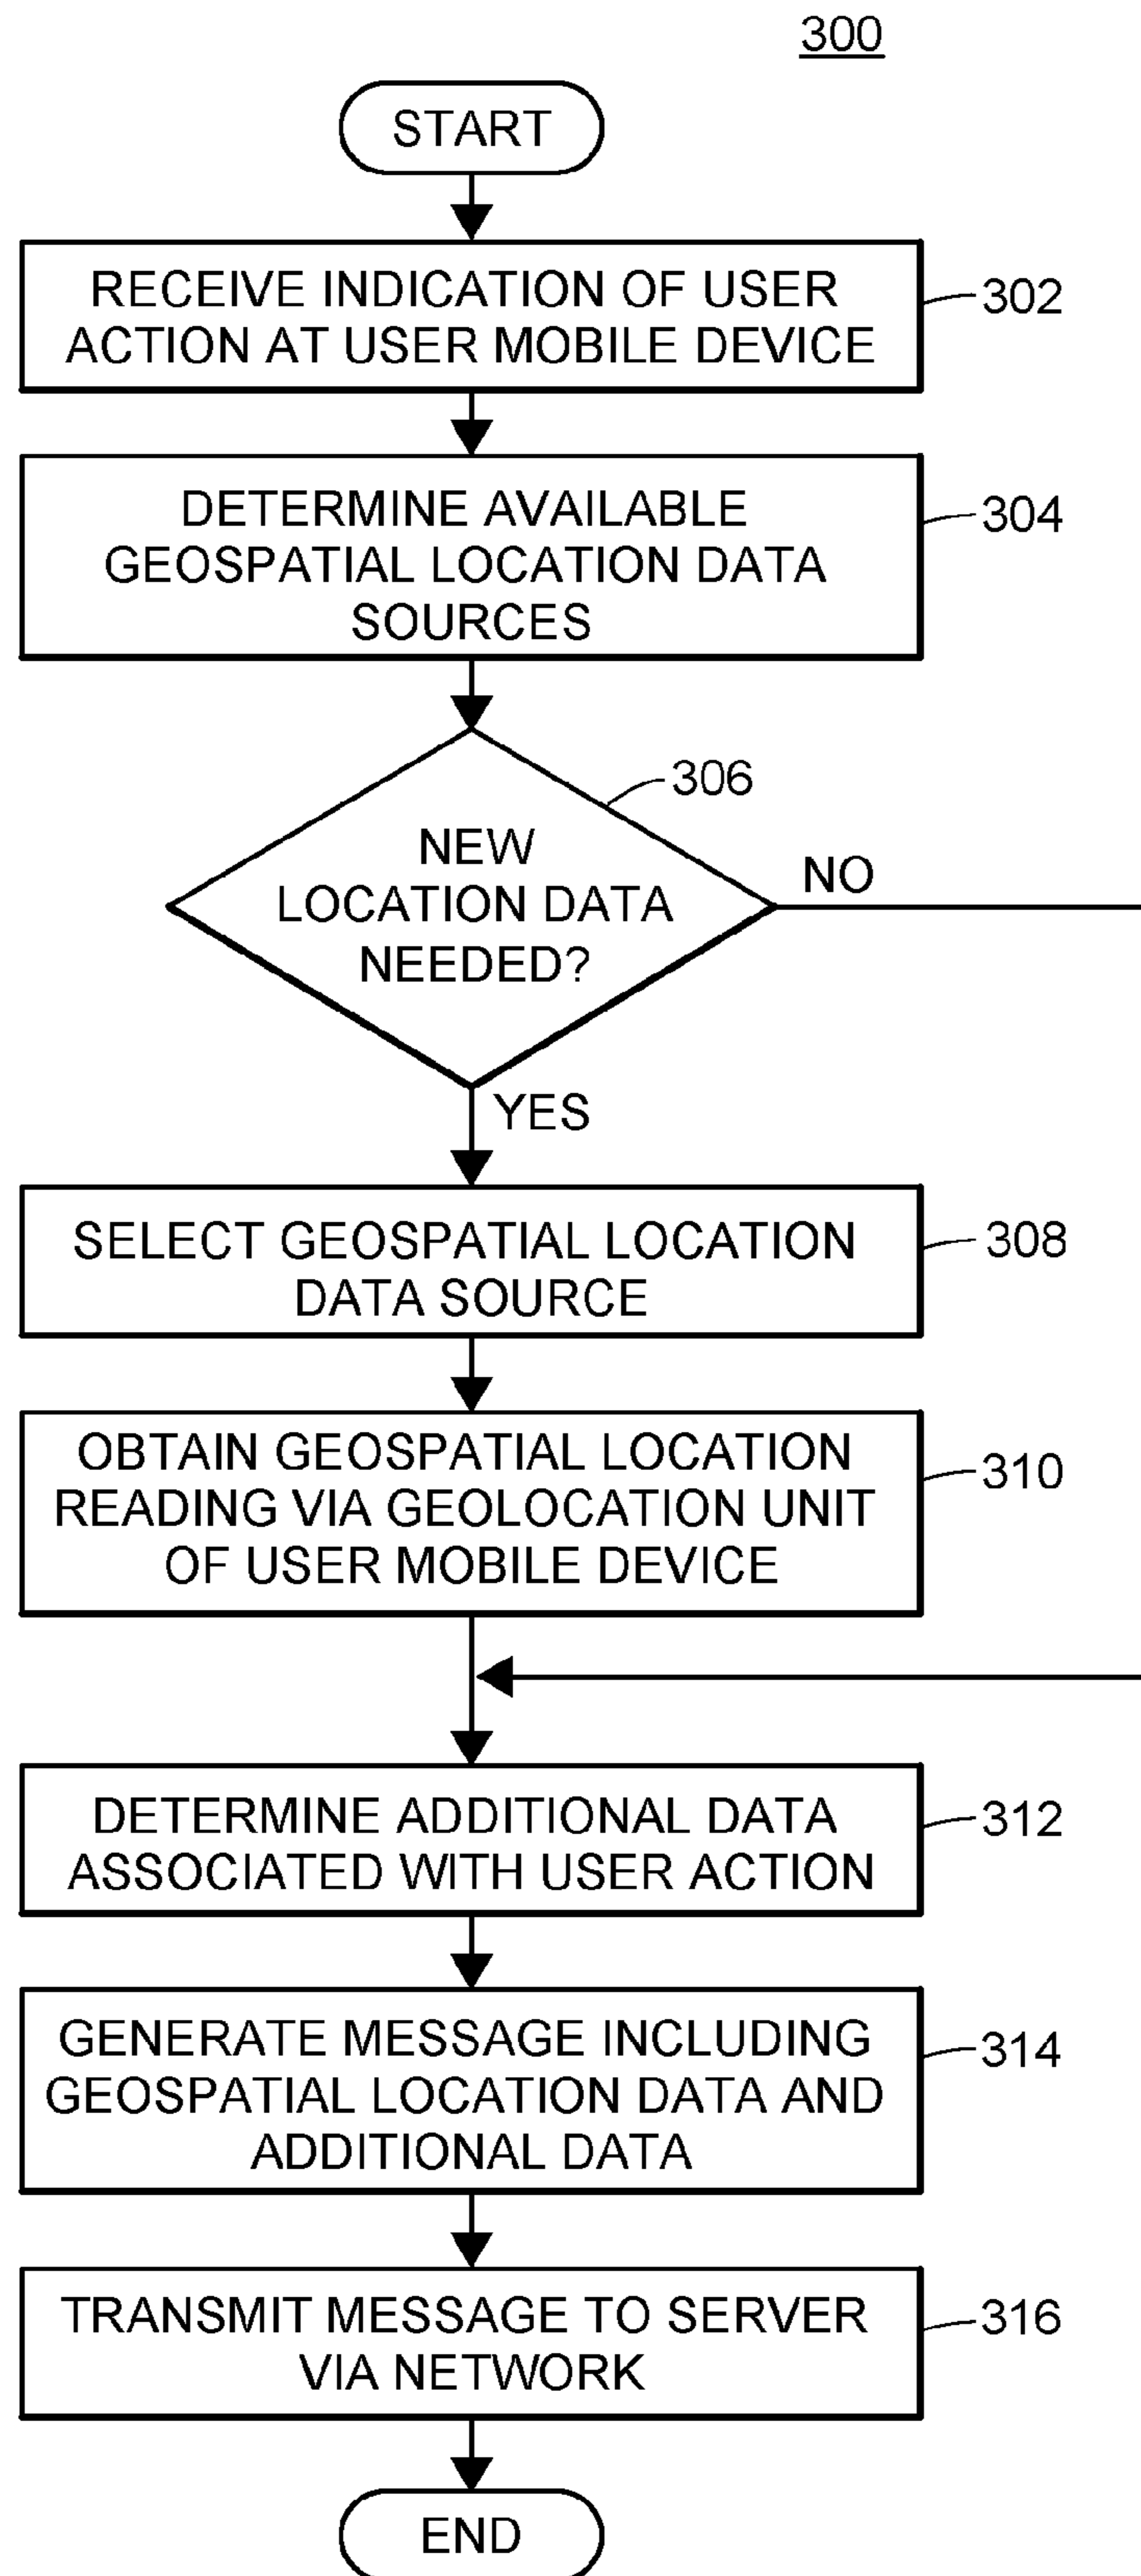 300
START
RECEIVE INDICATION OF USER
ACTION AT USER MOBILE DEVICE
302
DETERMINE AVAILABLE
GEOSPATIAL LOCATION DATA
SOURCES
304
306
NEW
LOCATION DATA
NEEDED?
NO
YES
SELECT GEOSPATIAL LOCATION
DATA SOURCE
308
OBTAIN GEOSPATIAL LOCATION
READING VIA GEOLOCATION UNIT
OF USER MOBILE DEVICE
310
DETERMINE ADDITIONAL DATA
ASSOCIATED WITH USER ACTION
312
GENERATE MESSAGE INCLUDING
GEOSPATIAL LOCATION DATA AND
ADDITIONAL DATA
314
TRANSMIT MESSAGE TO SERVER
VIA NETWORK
316
END